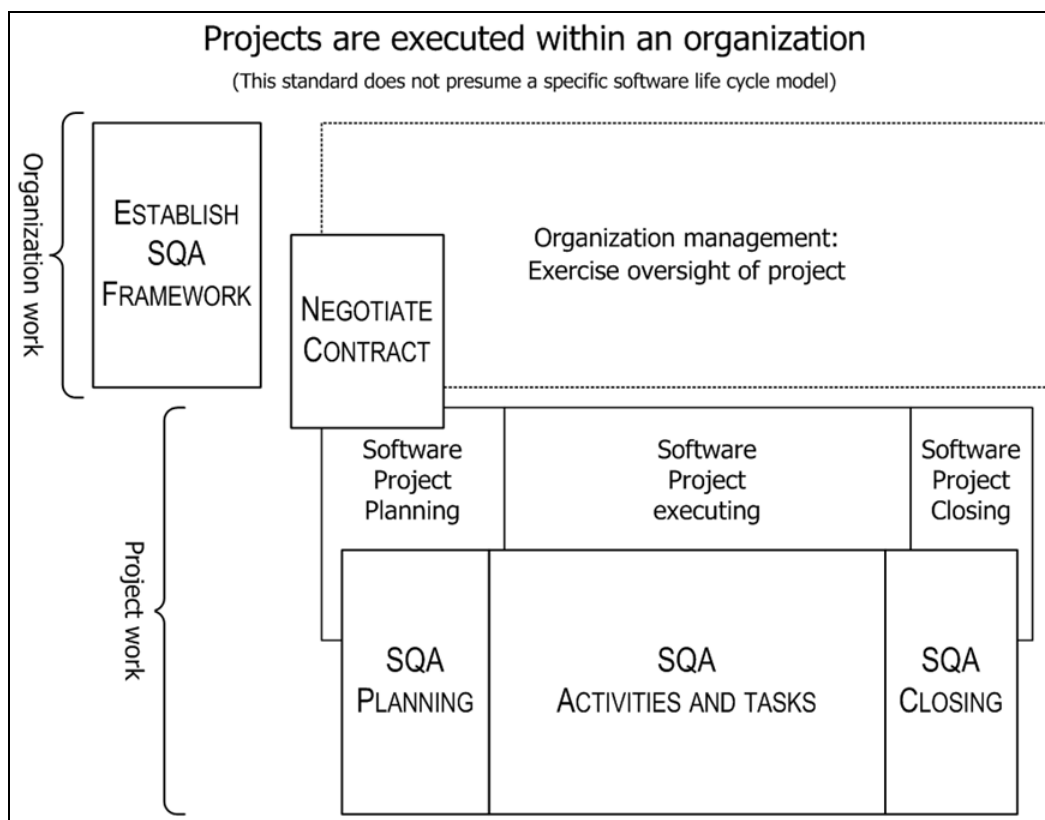 Projects are executed within an organization
(This standard does not presume a specific software life cycle model)
Organization work
ESTABLISH
SQA
FRAMEWORK
NEGOTIATE
CONTRACT
Organization management:
Exercise oversight of project
Project work
Software
Project
Planning
Software
Project
executing
Software
Project
Closing
SQA
PLANNING
SQA
ACTIVITIES AND TASKS
SQA
CLOSING